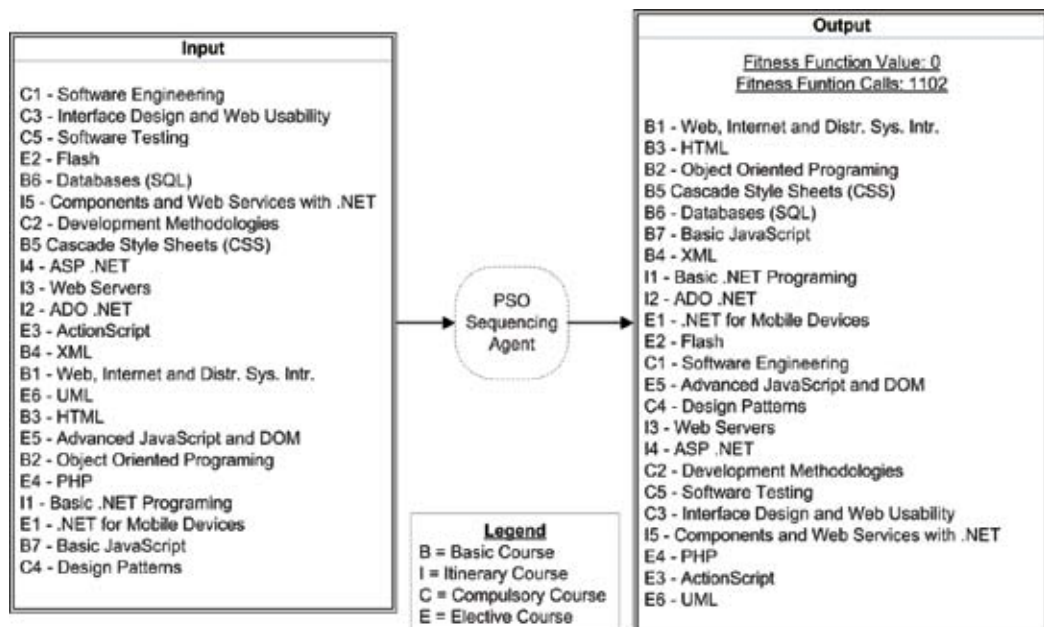 Input
C1 - Software Engineering
C3 - Interface Design and Web Usability
C5 - Software Testing
E2 - Flash
B6 - Databases (SQL)
I5 - Components and Web Services with .NET
C2 - Development Methodologies
B5 Cascade Style Sheets (CSS)
I4 - ASP .NET
I3 - Web Servers
I2 - ADO .NET
E3 - ActionScript
B4 - XML
B1 - Web, Internet and Distr. Sys. Intr.
E6 - UML
B3 - HTML
E5 - Advanced JavaScript and DOM
B2 - Object Oriented Programing
E4 - PHP
I1 - Basic .NET Programing
E1 - .NET for Mobile Devices
B7 - Basic JavaScript
C4 - Design Patterns
PSO
Sequencing
Agent
Legend
B = Basic Course
I = Itinerary Course
C = Compulsory Course
E = Elective Course
Output
Fitness Function Value: 0
Fitness Funtion Calls: 1102
B1 - Web, Internet and Distr. Sys. Intr.
B3 - HTML
B2 - Object Oriented Programing
B5 Cascade Style Sheets (CSS)
B6 - Databases (SQL)
B7 - Basic JavaScript
B4 - XML
I1 - Basic .NET Programing
I2 - ADO .NET
E1 - .NET for Mobile Devices
E2 - Flash
C1 - Software Engineering
E5 - Advanced JavaScript and DOM
C4 - Design Patterns
I3 - Web Servers
I4 - ASP .NET
C2 - Development Methodologies
C5 - Software Testing
C3 - Interface Design and Web Usability
I5 - Components and Web Services with .NET
E4 - PHP
E3 - ActionScript
E6 - UML